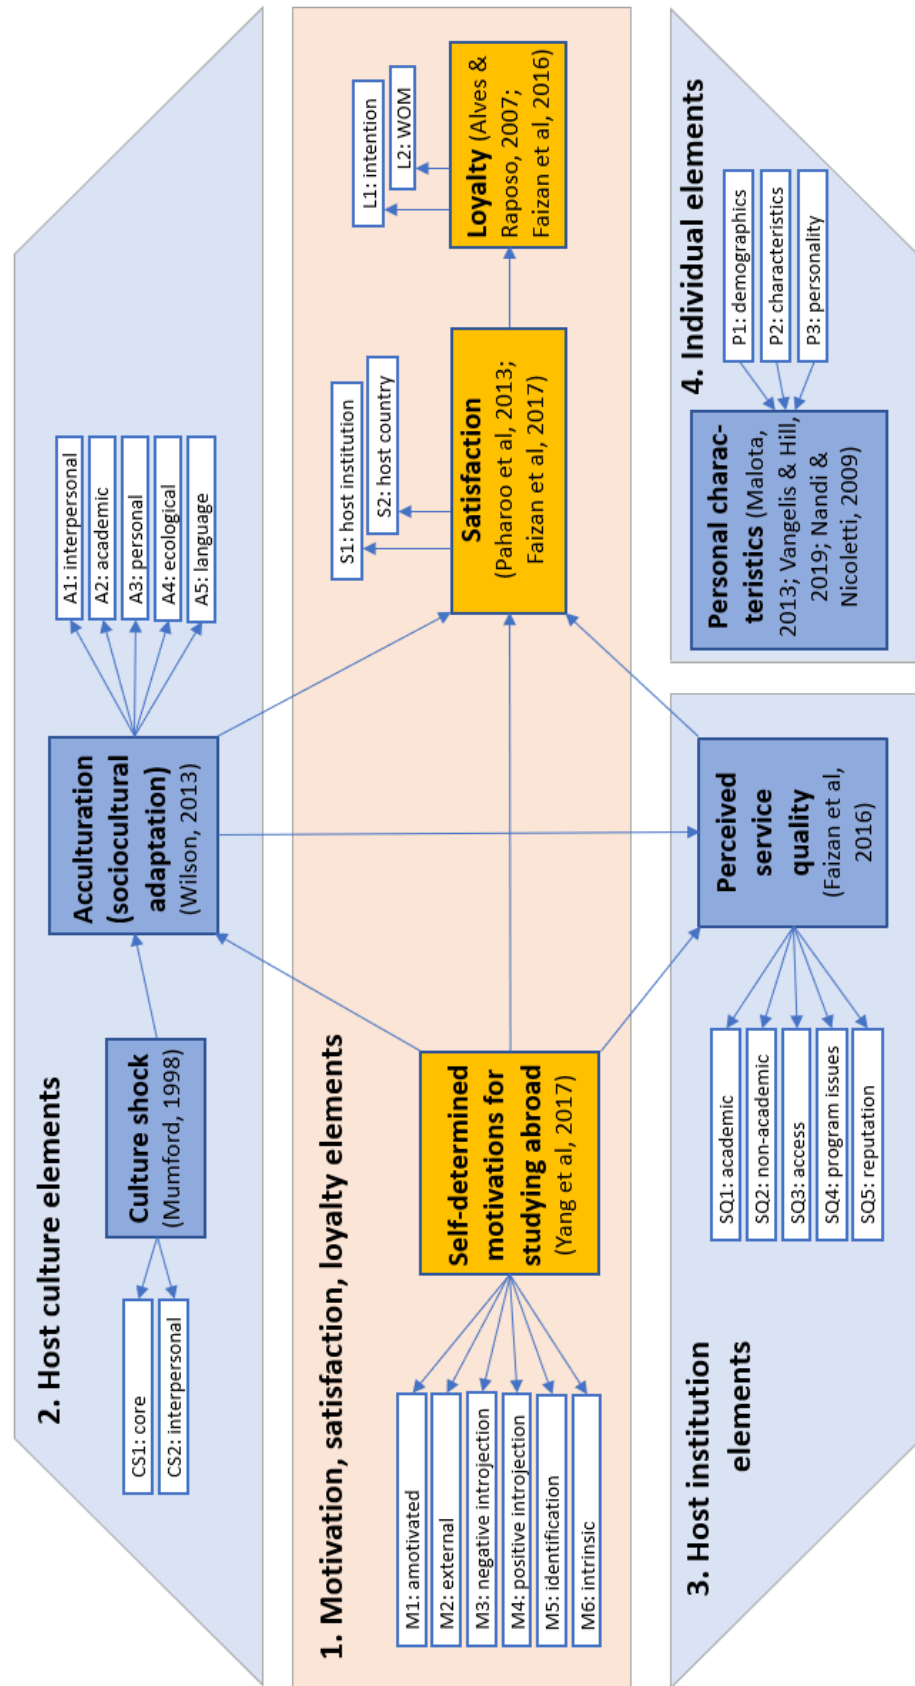 2. Host culture elements
CS1: core
CS2: interpersonal
Culture shock
(Mumford, 1998)
Acculturation
(sociocultural
adaptation)
(Wilson, 2013)
A1: interpersonal
A2: academic
A3: personal
A4: ecological
A5: language
1. Motivation, satisfaction, loyalty elements
M1: amotivated
M2: external
M3: negative introjection
M4: positive introjection
M5: identification
M6: intrinsic
Self-determined
motivations for
studying abroad
(Yang et al, 2017)
S1: host institution
S2: host country
Satisfaction
(Paharoo et al, 2013;
Faizan et al, 2017)
L1: intention
L2: WOM
Loyalty (Alves &
Raposo, 2007;
Faizan et al, 2016)
3. Host institution
elements
SQ1: academic
SQ2: non-academic
SQ3: access
SQ4: program issues
SQ5: reputation
Perceived
service
quality
(Faizan et al,
2016)
4. Individual elements
Personal charac-
teristics (Malota,
2013; Vangelis & Hill,
2019; Nandi &
Nicoletti, 2009)
P1: demographics
P2: characteristics
P3: personality